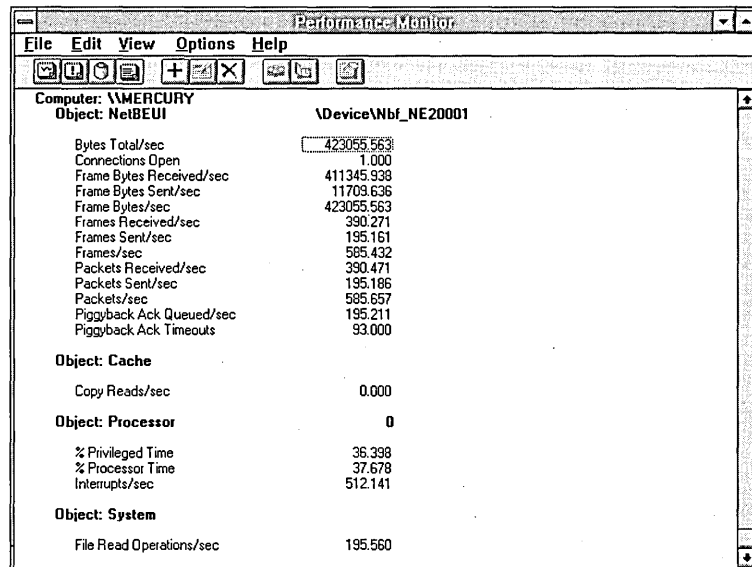 Performance Monitor
File Edit View Options Help
Computer: \\MERCURY
Object: NetBEUI \Device\Nbf_NE20001
Bytes Total/sec 423055.563
Connections Open 1.000
Frame Bytes Received/sec 411345.938
Frame Bytes Sent/sec 11709.636
Frame Bytes/sec 423055.563
Frames Received/sec 390.271
Frames Sent/sec 195.161
Frames/sec 585.432
Packets Received/sec 390.471
Packets Sent/sec 195.186
Packets/sec 585.657
Piggyback Ack Queued/sec 195.211
Piggyback Ack Timeouts 93.000
Object: Cache
Copy Reads/sec 0.000
Object: Processor 0
% Privileged Time 36.398
% Processor Time 37.678
Interrupts/sec 512.141
Object: System
File Read Operations/sec 195.560